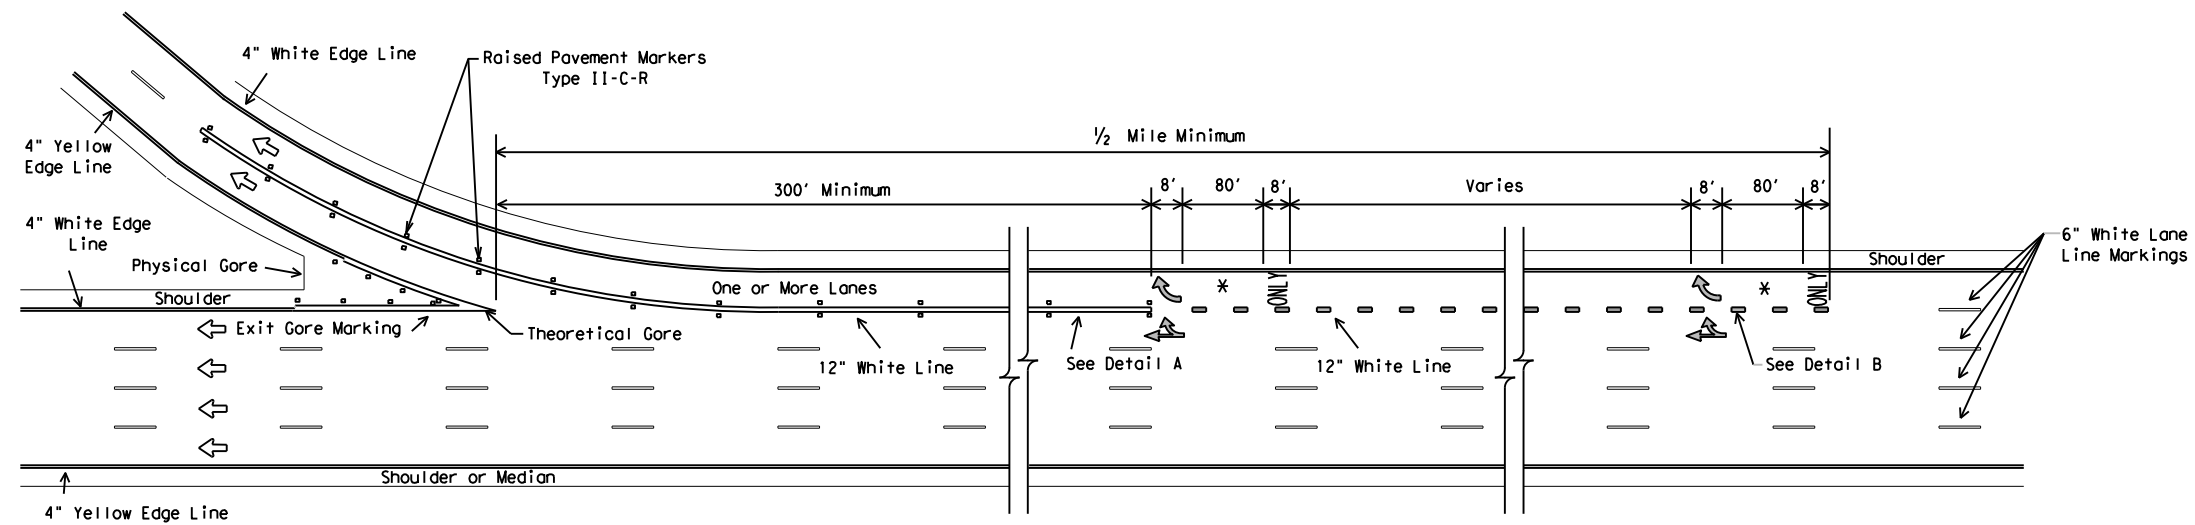 4" White Edge Line
Raised Pavement Markers
Type II-C-R
½ Mile Minimum
4" Yellow
Edge Line
300' Minimum
8'
80'
8'
Varies
8'
80'
8'
4" White Edge
Line
Physical Gore
Shoulder
6" White Lane
Line Markings
Shoulder
One or More Lanes
*
ONLY
*
ONLY
Exit Gore Marking
Theoretical Gore
12" White Line
See Detail A
12" White Line
See Detail B
Shoulder or Median
4" Yellow Edge Line